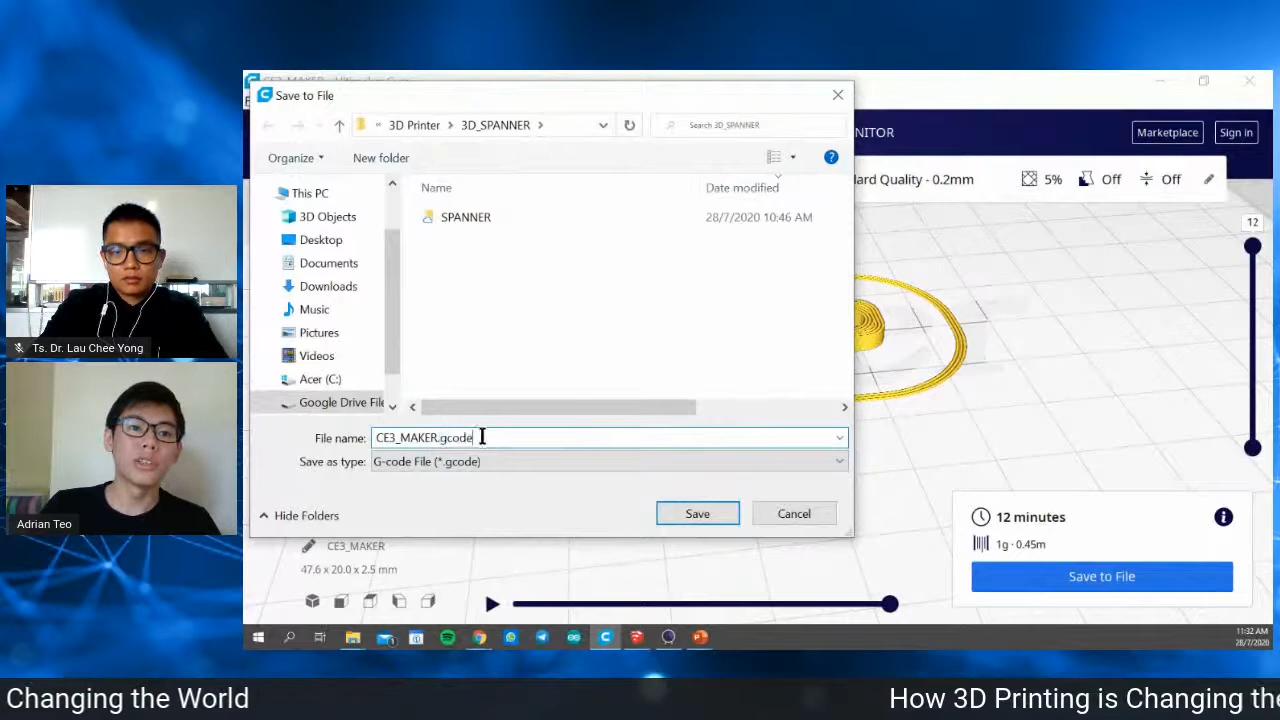 Save to File
3D Printer
3D_SPANNER
Search 3D_SPANNER
NITOR
Marketplace
Sign in
Organize
New folder
Quality - 0.2mm
5%
Off
Off
This PC
3D Objects
Desktop
Documents
Downloads
Music
Pictures
Videos
Acer (C:)
Google Drive File
Name
Date modified
SPANNER
28/7/2020 10:46 AM
12
File name:
CE3_MAKER.gcode
Save as type:
G-code File (*.gcode)
Hide Folders
Save
Cancel
CE3_MAKER
47.6 x 20.0 x 2.5 mm
12 minutes
1g · 0.45m
Save to File
11:32 AM
28/7/2020
Ts. Dr. Lau Chee Yong
Adrian Teo
Changing the World
How 3D Printing is Changing the